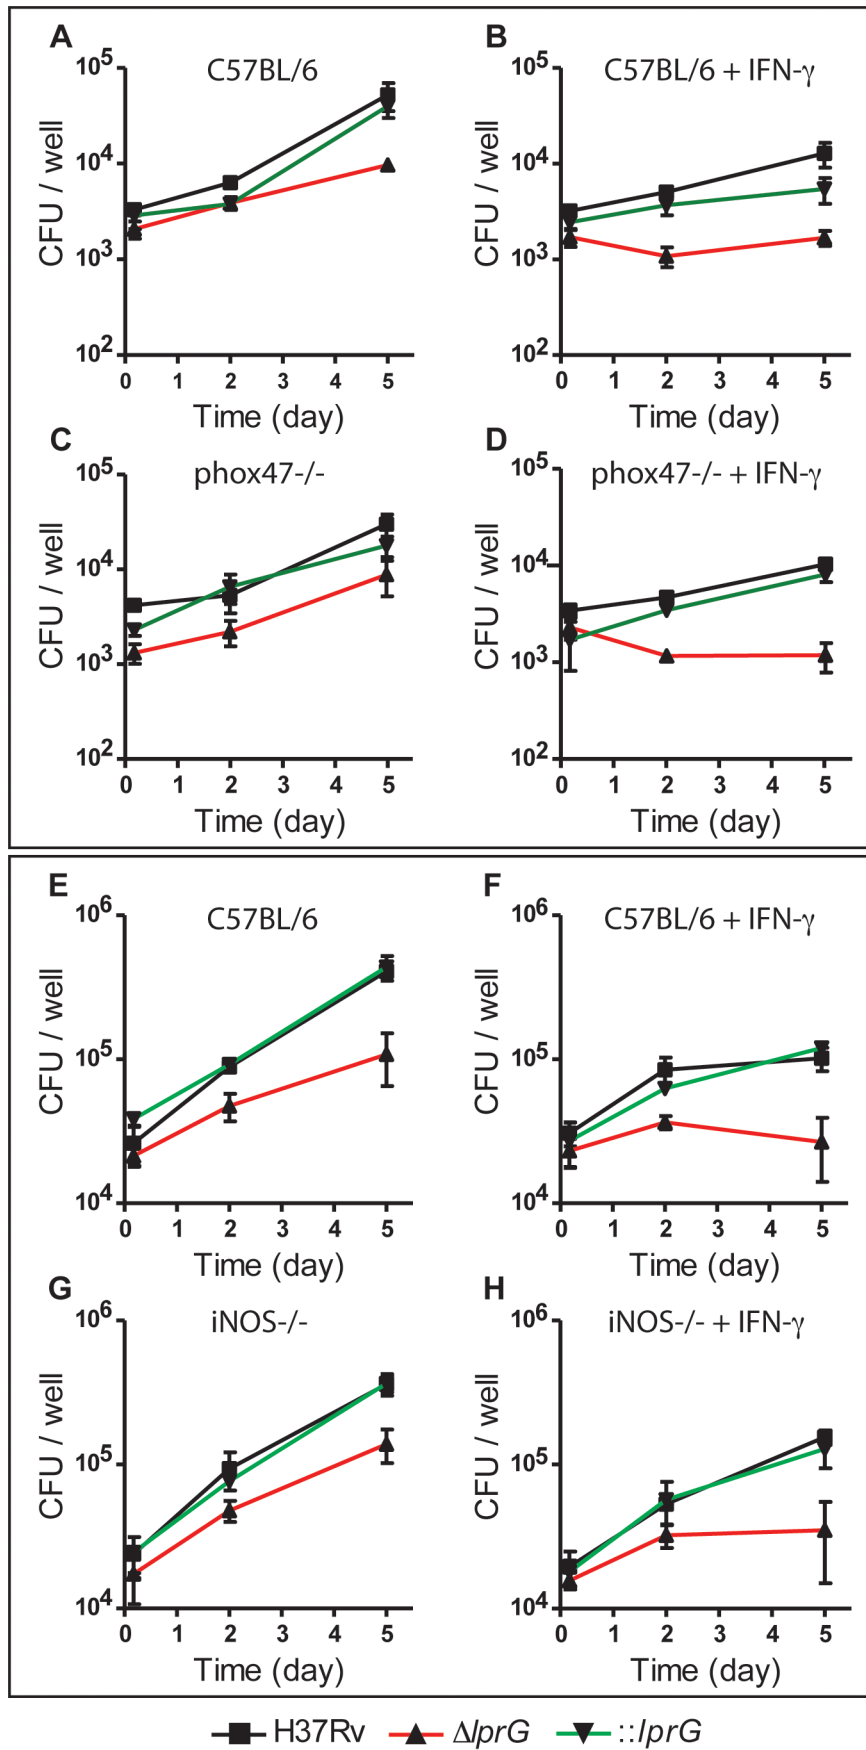 A
C57BL/6
10^5
10^4
10^3
10^2
CFU / well
0 1 2 3 4 5
Time (day)
B
C57BL/6 + IFN-γ
10^5
10^4
10^3
10^2
CFU / well
0 1 2 3 4 5
Time (day)
C
phox47-/-
10^5
10^4
10^3
10^2
CFU / well
0 1 2 3 4 5
Time (day)
D
phox47-/- + IFN-γ
10^5
10^4
10^3
10^2
CFU / well
0 1 2 3 4 5
Time (day)
E
C57BL/6
10^6
10^5
10^4
CFU / well
0 1 2 3 4 5
Time (day)
F
C57BL/6 + IFN-γ
10^6
10^5
10^4
CFU / well
0 1 2 3 4 5
Time (day)
G
iNOS-/-
10^6
10^5
10^4
CFU / well
0 1 2 3 4 5
Time (day)
H
iNOS-/- + IFN-γ
10^6
10^5
10^4
CFU / well
0 1 2 3 4 5
Time (day)
H37Rv ΔlprG ::lprG